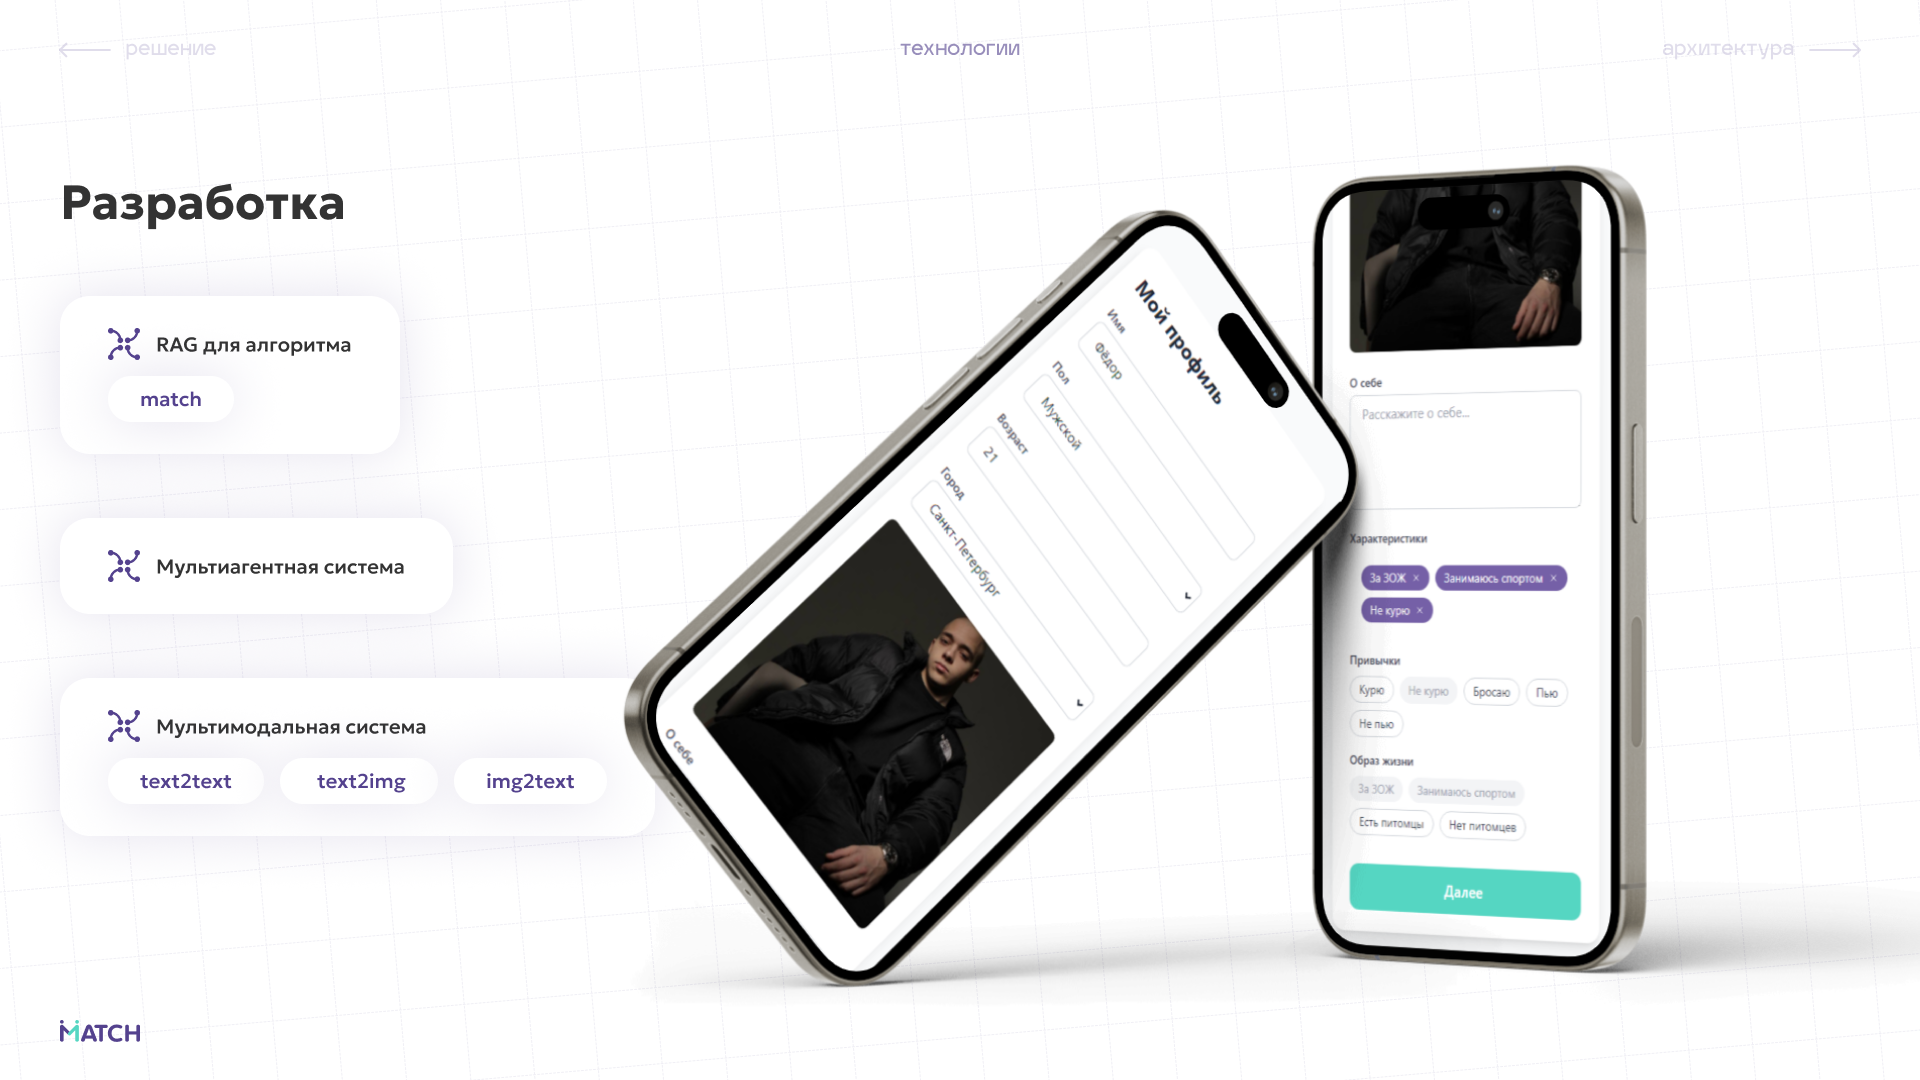 решение
технологии
архитектура
Разработка
RAG для алгоритма
match
Мультиагентная система
Мультимодальная система
text2text
text2img
img2text
Мой профиль
Имя
Фёдор
Пол
Мужской
Возраст
21
Город
Санкт-Петербург
О себе
О себе
Расскажите о себе...
Характеристики
За ЗОЖ ×
Занимаюсь спортом ×
Не курю ×
Привычки
Курю
Не курю
Бросаю
Пью
Не пью
Образ жизни
За ЗОЖ
Занимаюсь спортом
Есть питомцы
Нет питомцев
Далее
MATCH